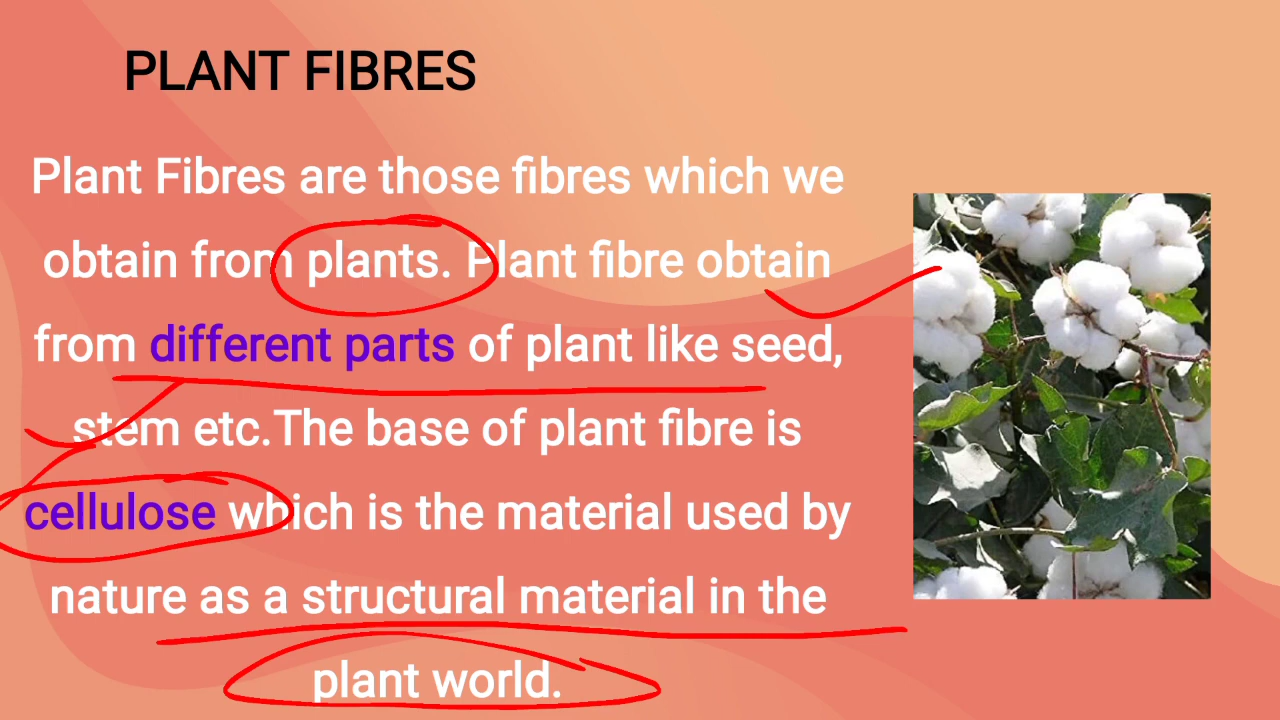 PLANT FIBRES
Plant Fibres are those fibres which we
obtain from plants. Plant fibre obtain
from different parts of plant like seed,
stem etc.The base of plant fibre is
cellulose which is the material used by
nature as a structural material in the
plant world.